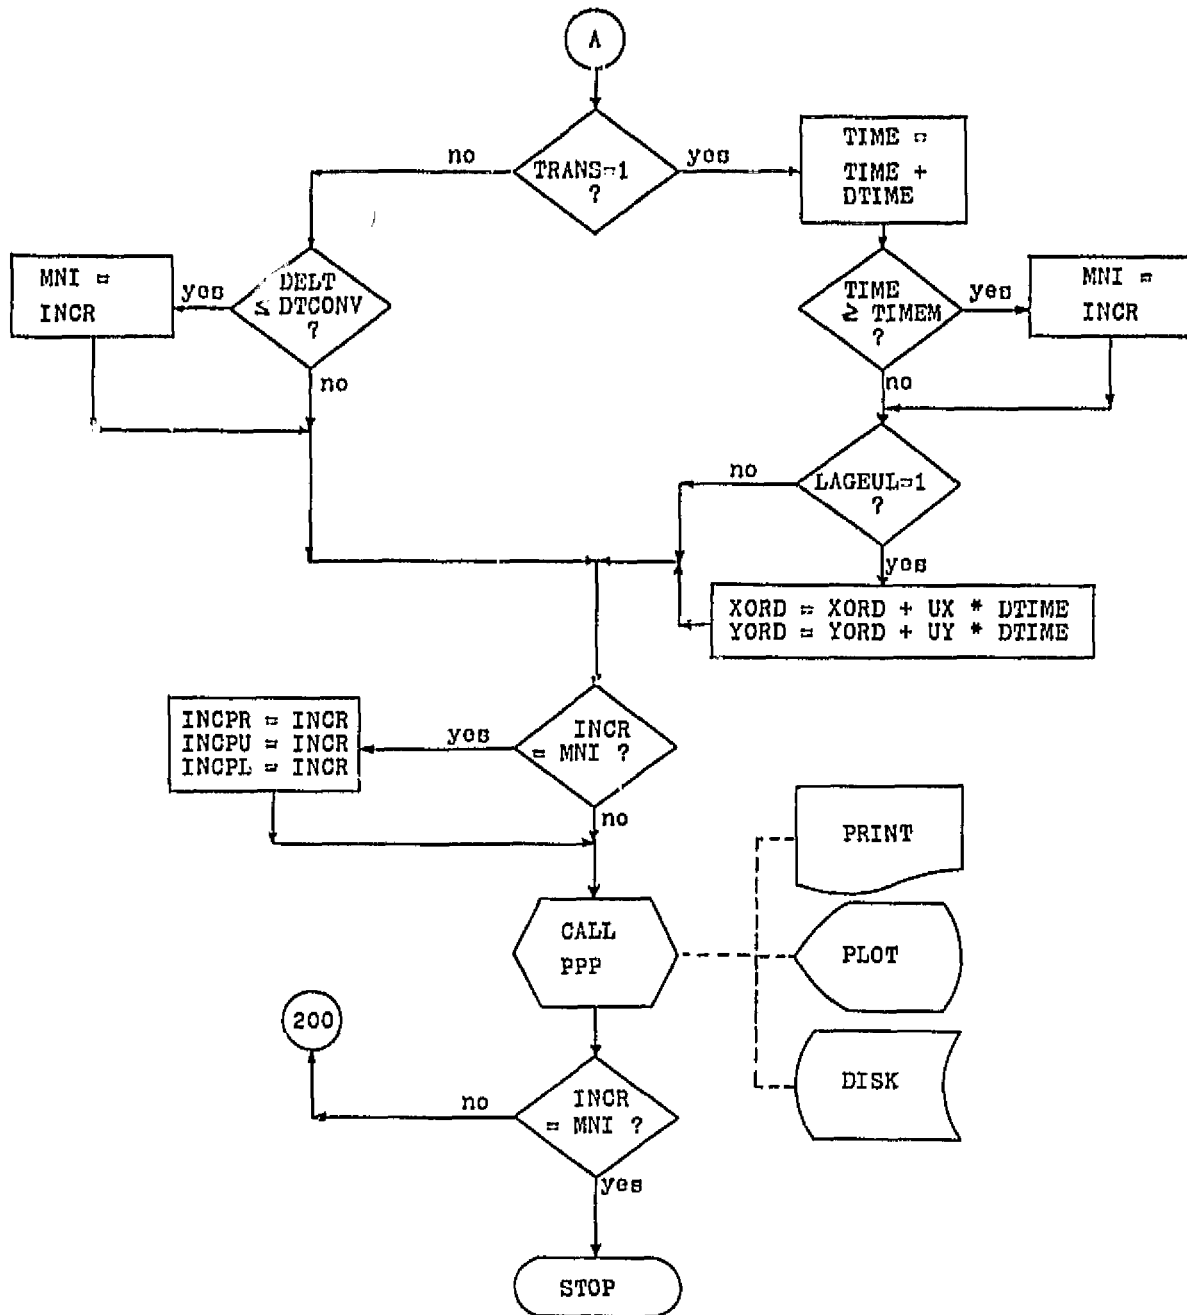 A
TRANS=1
?
no
yes
TIME =
TIME +
DTIME
DELT
≤ DTCONV
?
yes
no
MNI =
INCR
TIME
≥ TIMEM
?
yes
no
MNI =
INCR
LAGEUL=1
?
no
yes
XORD = XORD + UX * DTIME
YORD = YORD + UY * DTIME
INCR
= MNI ?
yes
no
INCPR = INCR
INCPU = INCR
INCPL = INCR
CALL
PPP
PRINT
PLOT
DISK
INCR
= MNI ?
no
yes
200
STOP